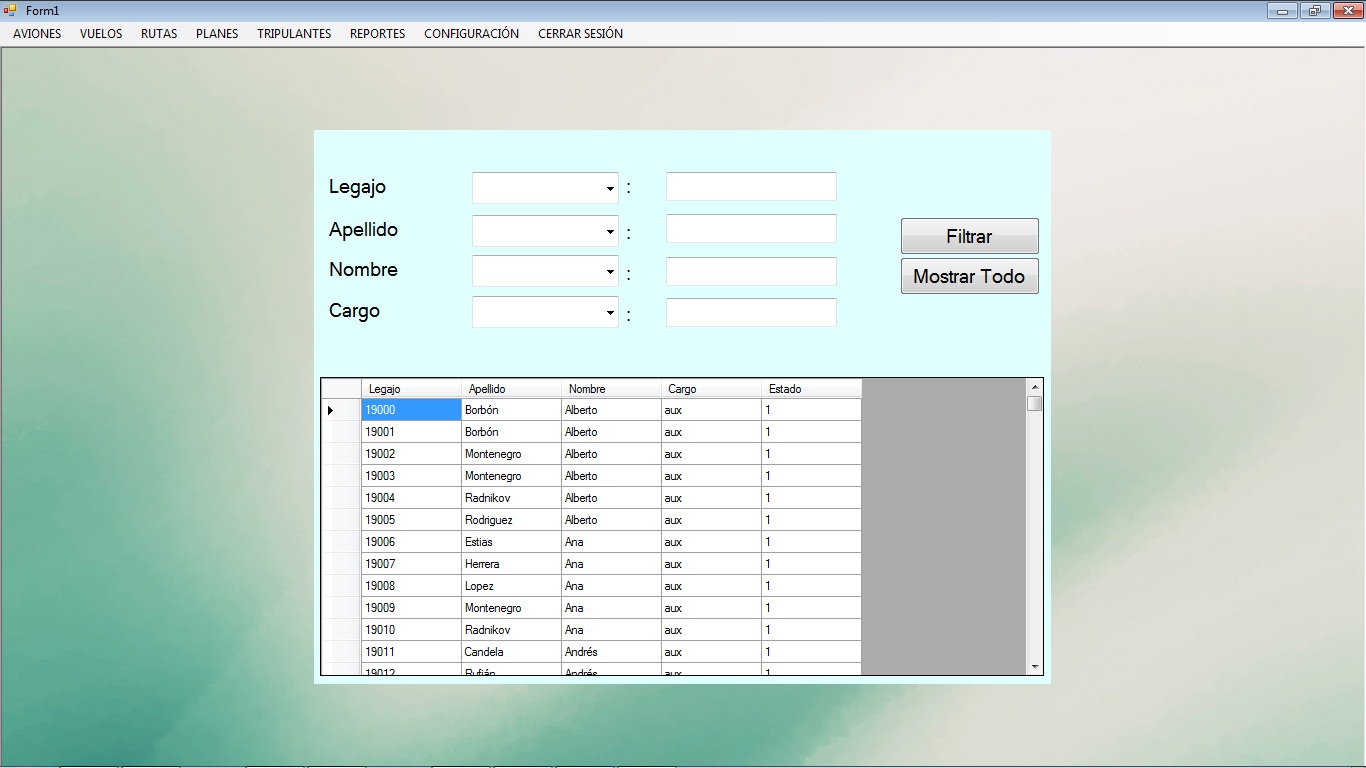 Form1
AVIONES VUELOS RUTAS PLANES TRIPULANTES REPORTES CONFIGURACIÓN CERRAR SESIÓN
Legajo :
Apellido :
Filtrar
Nombre :
Mostrar Todo
Cargo :
Legajo Apellido Nombre Cargo Estado
19000 Borbón Alberto aux 1
19001 Borbón Alberto aux 1
19002 Montenegro Alberto aux 1
19003 Montenegro Alberto aux 1
19004 Radnikov Alberto aux 1
19005 Rodriguez Alberto aux 1
19006 Estias Ana aux 1
19007 Herrera Ana aux 1
19008 Lopez Ana aux 1
19009 Montenegro Ana aux 1
19010 Radnikov Ana aux 1
19011 Candela Andrés aux 1
19012 Rufián Andrés aux 1